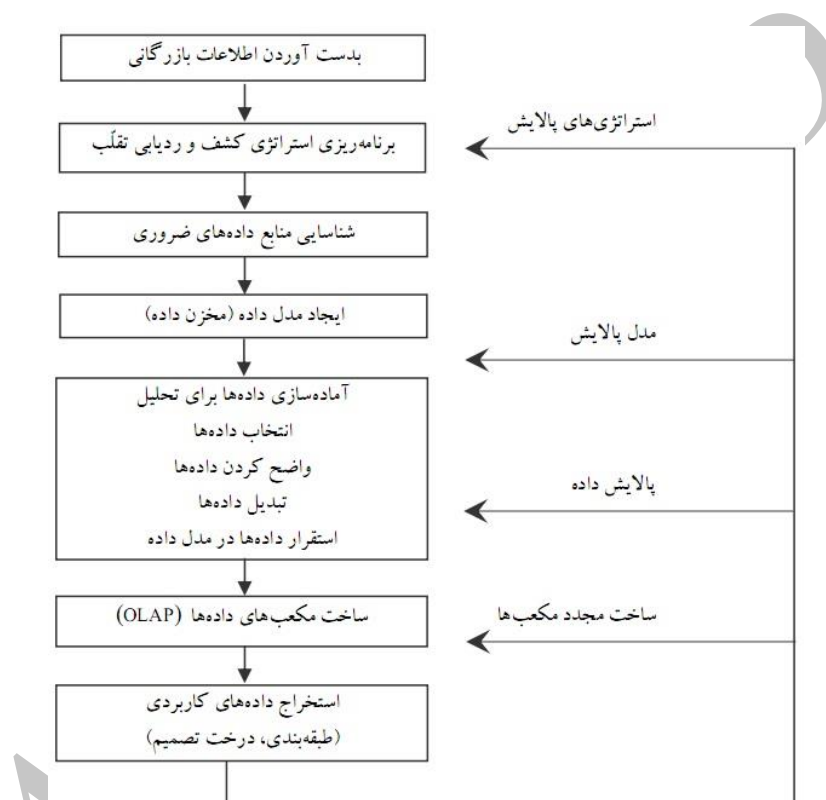 بدست آوردن اطلاعات بازرگانی
استراتژی‌های پالایش
برنامه‌ریزی استراتژی کشف و ردیابی تقلّب
شناسایی منابع داده‌های ضروری
ایجاد مدل داده (مخزن داده)
مدل پالایش
آماده‌سازی داده‌ها برای تحلیل
انتخاب داده‌ها
واضح کردن داده‌ها
پالایش داده
تبدیل داده‌ها
استقرار داده‌ها در مدل داده
ساخت مکعب‌های داده‌ها (OLAP)
ساخت مجدد مکعب‌ها
استخراج داده‌های کاربردی
(طبقه‌بندی، درخت تصمیم)